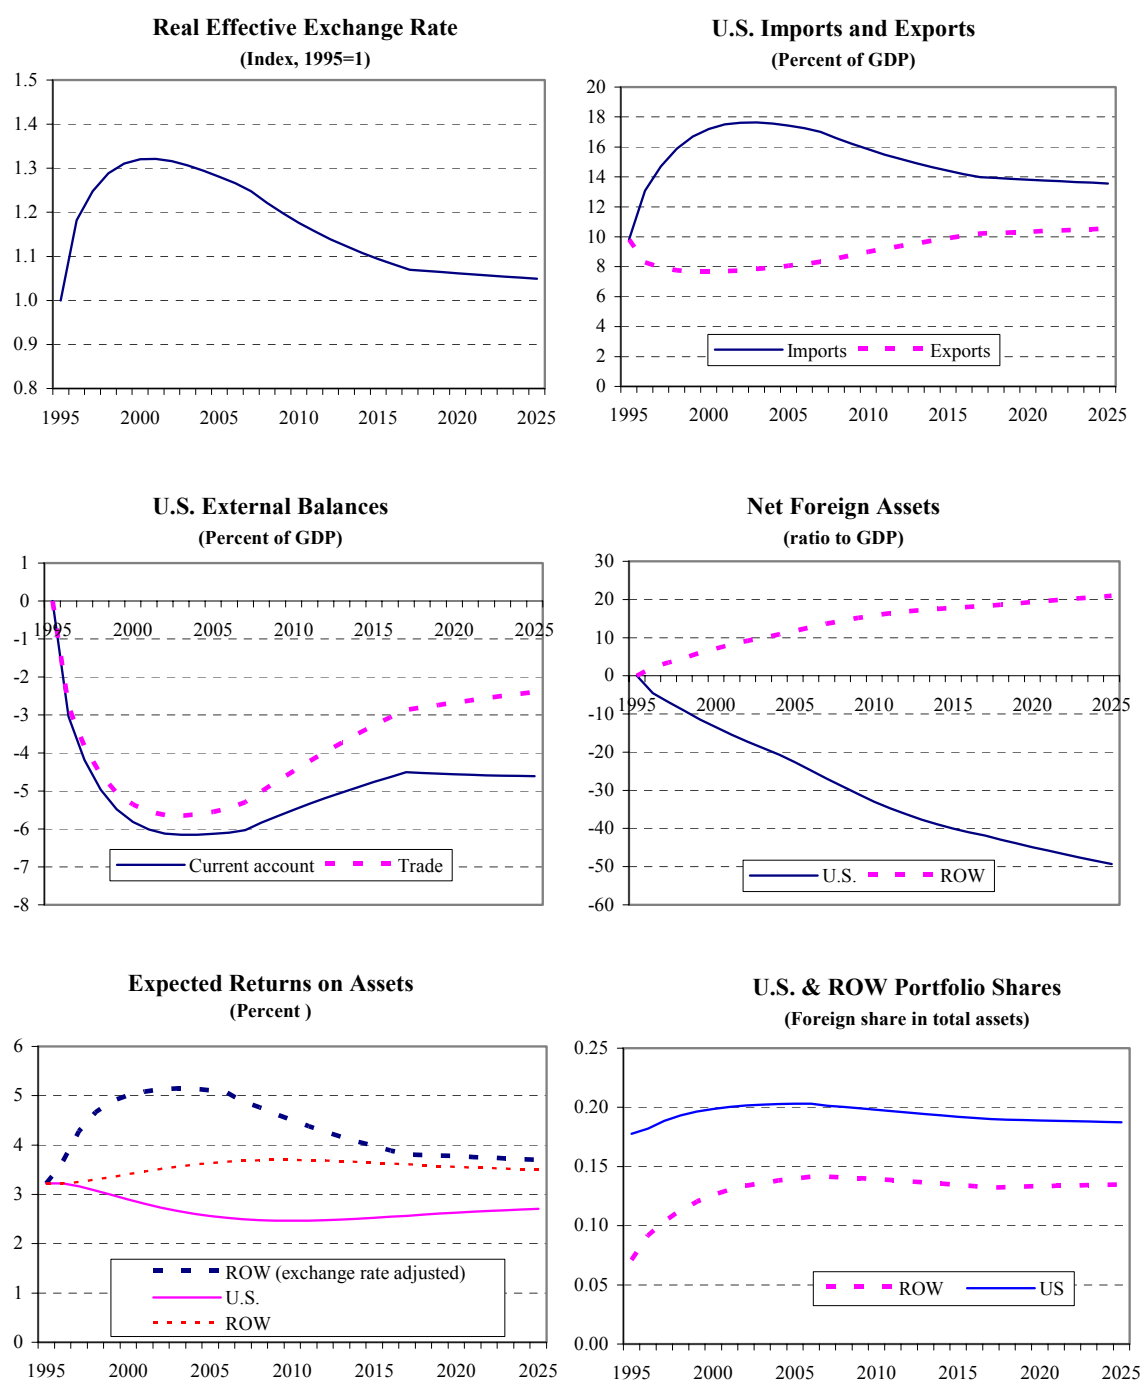 Real Effective Exchange Rate
(Index, 1995=1)
1.5
1.4
1.3
1.2
1.1
1.0
0.9
0.8
1995 2000 2005 2010 2015 2020 2025
U.S. Imports and Exports
(Percent of GDP)
20
18
16
14
12
10
8
6
4
2
0
Imports Exports
1995 2000 2005 2010 2015 2020 2025
U.S. External Balances
(Percent of GDP)
1
0
-1
-2
-3
-4
-5
-6
-7
-8
1995 2000 2005 2010 2015 2020 2025
Current account Trade
Net Foreign Assets
(ratio to GDP)
30
20
10
0
-10
-20
-30
-40
-50
-60
1995 2000 2005 2010 2015 2020 2025
U.S. ROW
Expected Returns on Assets
(Percent )
6
5
4
3
2
1
0
ROW (exchange rate adjusted)
U.S.
ROW
1995 2000 2005 2010 2015 2020 2025
U.S. & ROW Portfolio Shares
(Foreign share in total assets)
0.25
0.20
0.15
0.10
0.05
0.00
ROW US
1995 2000 2005 2010 2015 2020 2025